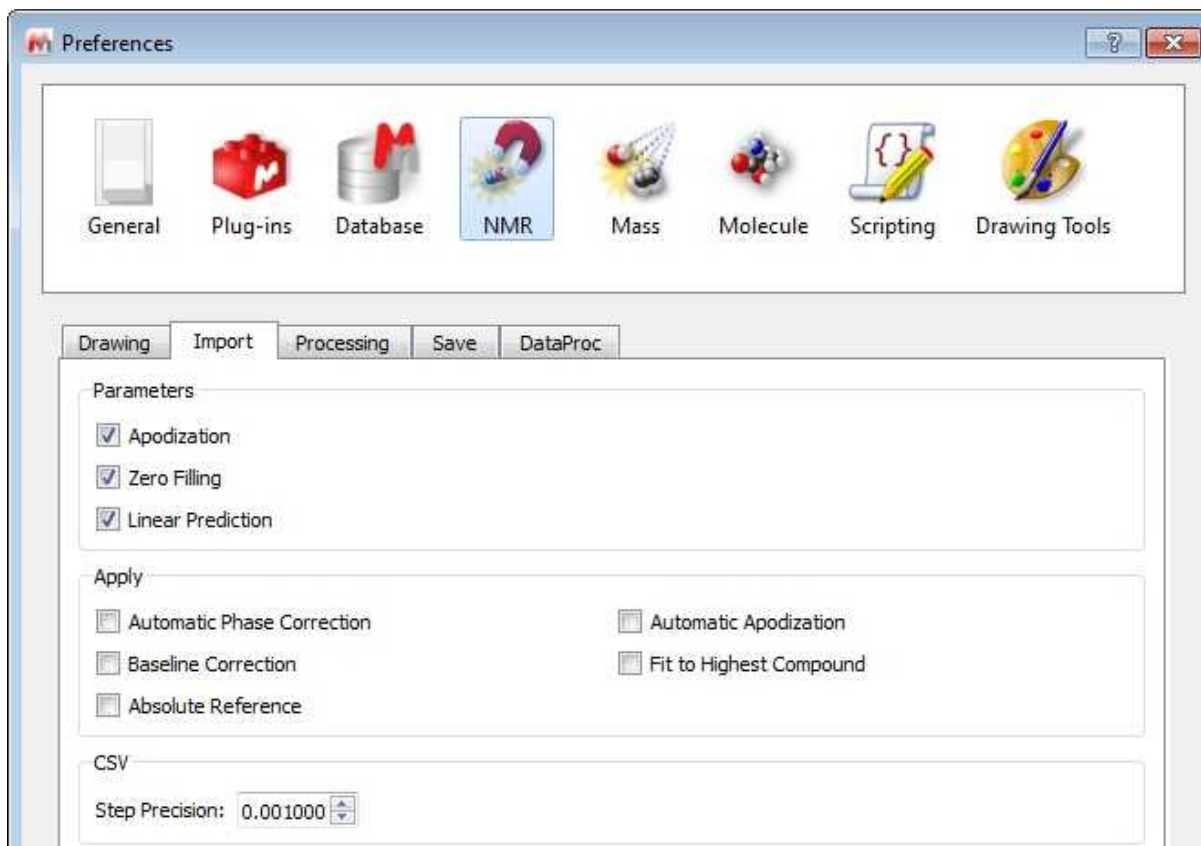 Preferences
General Plug-ins Database NMR Mass Molecule Scripting Drawing Tools
Drawing Import Processing Save DataProc
Parameters
Apodization
Zero Filling
Linear Prediction
Apply
Automatic Phase Correction Automatic Apodization
Baseline Correction Fit to Highest Compound
Absolute Reference
CSV
Step Precision: 0.001000